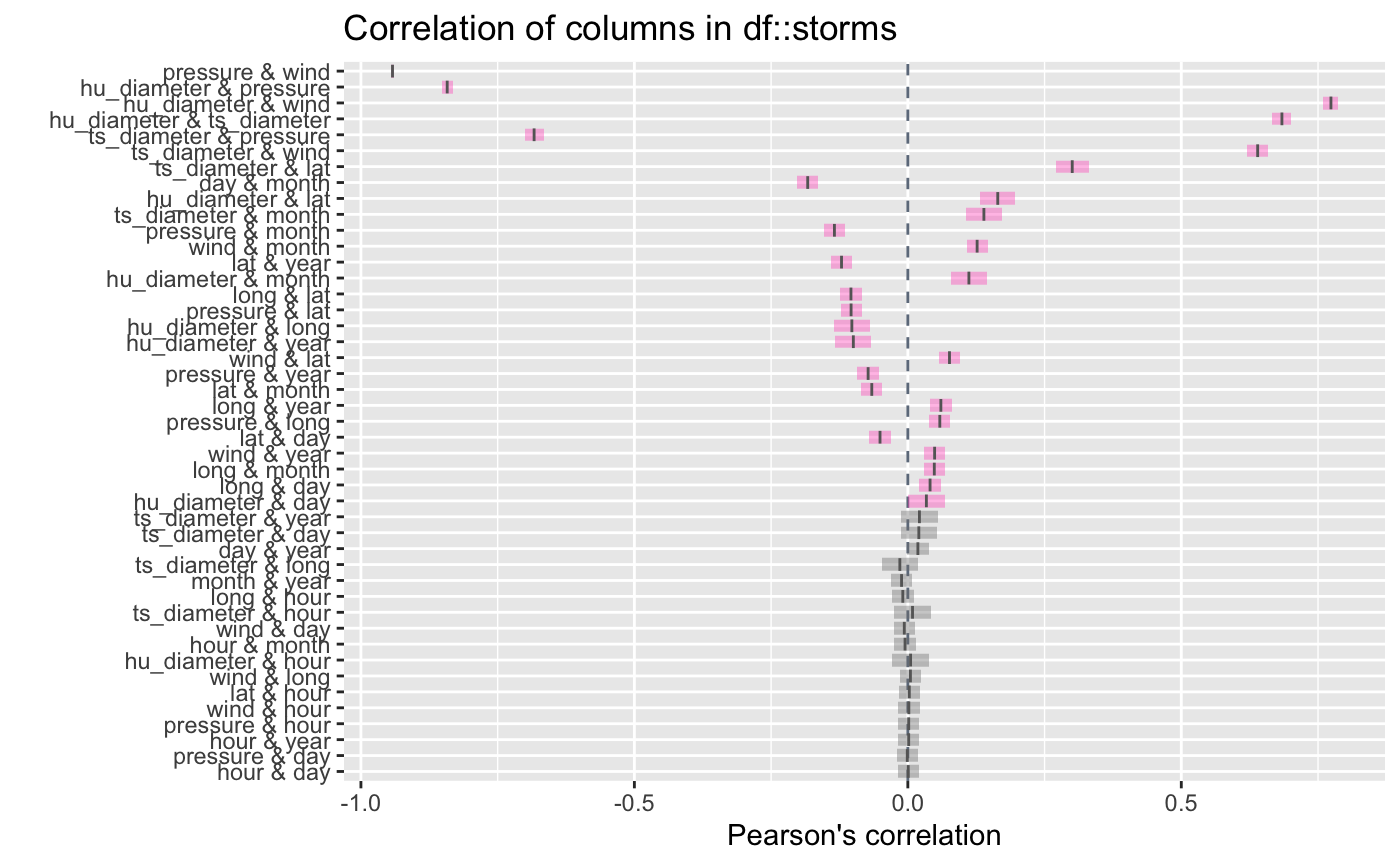 Correlation of columns in df::storms
pressure & wind
hu_diameter & pressure
hu_diameter & wind
hu_diameter & ts_diameter
ts_diameter & pressure
ts_diameter & wind
ts_diameter & lat
day & month
hu_diameter & lat
ts_diameter & month
pressure & month
wind & month
lat & year
hu_diameter & month
long & lat
pressure & lat
hu_diameter & long
hu_diameter & year
wind & lat
pressure & year
lat & month
long & year
pressure & long
lat & day
wind & year
long & month
long & day
hu_diameter & day
ts_diameter & year
ts_diameter & day
day & year
ts_diameter & long
month & year
long & hour
ts_diameter & hour
wind & day
hour & month
hu_diameter & hour
wind & long
lat & hour
wind & hour
pressure & hour
hour & year
pressure & day
hour & day
-1.0 -0.5 0.0 0.5
Pearson's correlation